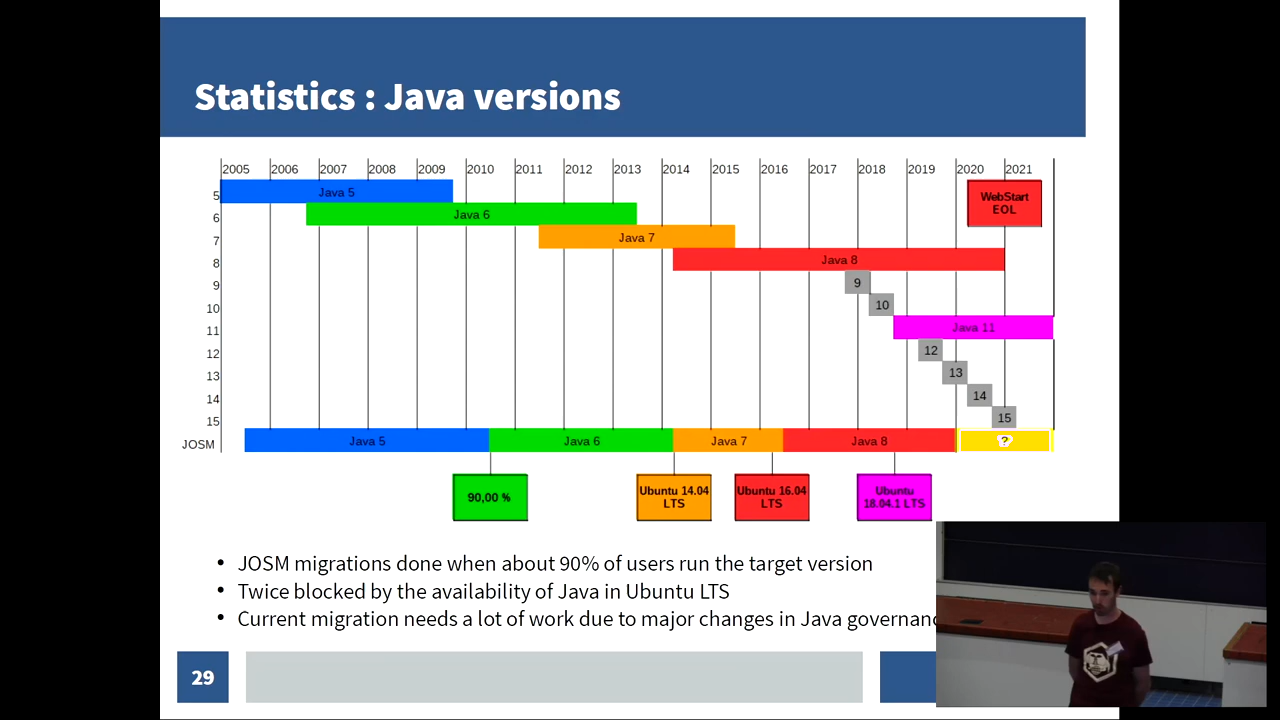 Statistics : Java versions
2005 2006 2007 2008 2009 2010 2011 2012 2013 2014 2015 2016 2017 2018 2019 2020 2021
5 Java 5
WebStart
EOL
6 Java 6
7 Java 7
8 Java 8
9 9
10 10
11 Java 11
12 12
13 13
14 14
15 15
JOSM Java 5 Java 6 Java 7 Java 8 ?
90,00 %
Ubuntu 14.04
LTS
Ubuntu 16.04
LTS
Ubuntu
18.04.1 LTS
• JOSM migrations done when about 90% of users run the target version
• Twice blocked by the availability of Java in Ubuntu LTS
• Current migration needs a lot of work due to major changes in Java governanc
29